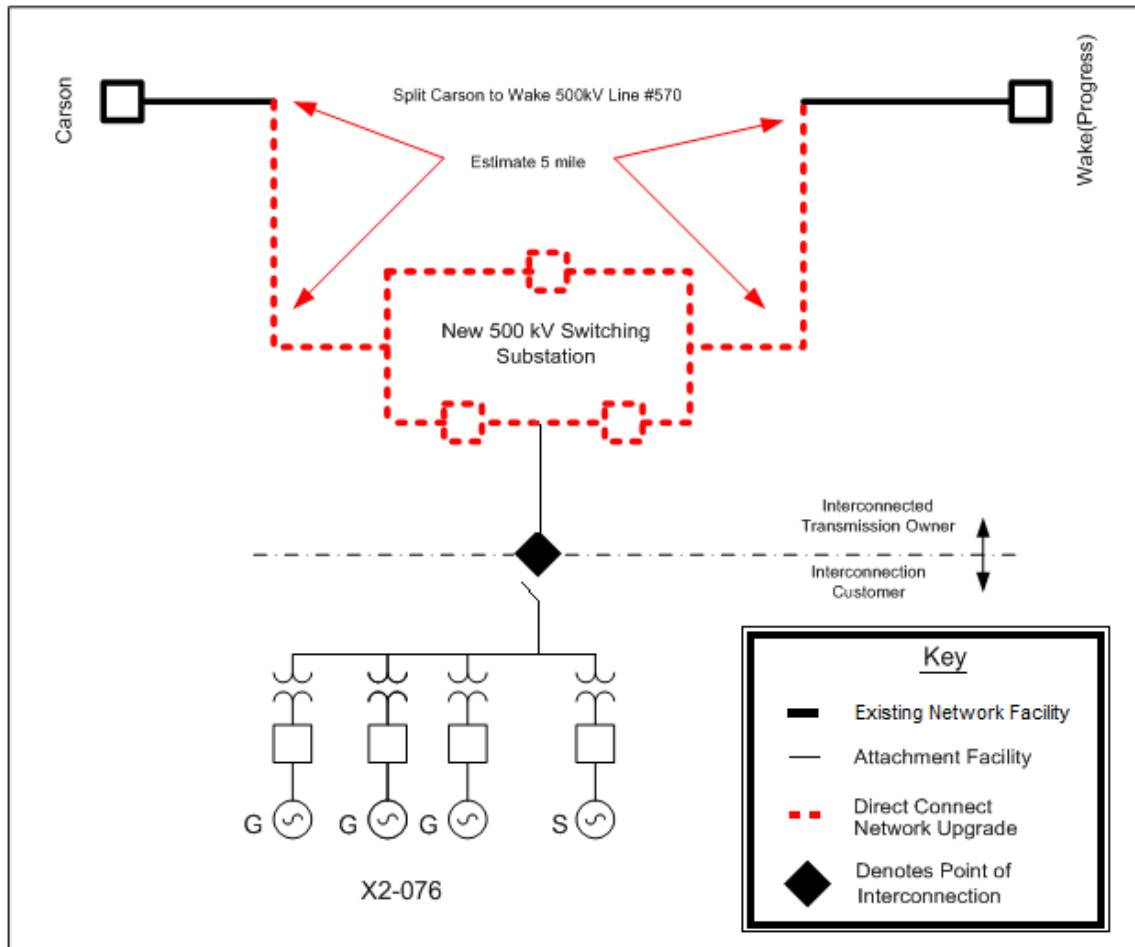 Carson
Split Carson to Wake 500kV Line #570
Wake(Progress)
Estimate 5 mile
New 500 kV Switching
Substation
Interconnected
Transmission Owner
Interconnection
Customer
G
G
G
S
X2-076
Key
Existing Network Facility
Attachment Facility
Direct Connect
Network Upgrade
Denotes Point of
Interconnection